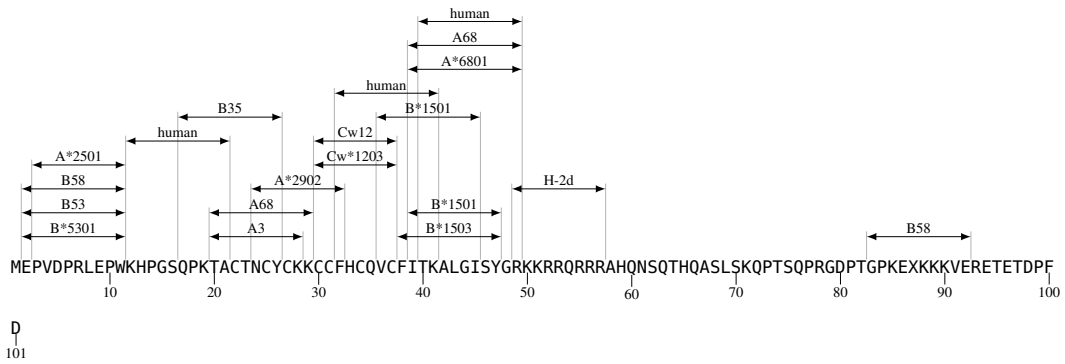 human
A68
A*6801
human
B35 B*1501
human Cw12
A*2501 Cw*1203
B58 A*2902 H-2d
B53 A68 B*1501
B*5301 A3 B*1503 B58
MEPVDPRLEPWKHPGSQPKTACTNCYCKKCCFHCQVCFITKALGISYGRKKRRQRRRAHQNSQTHQASLSKQPTSQPRGDPTGPKEXKKKVERETETDPF
10 20 30 40 50 60 70 80 90 100
D
101